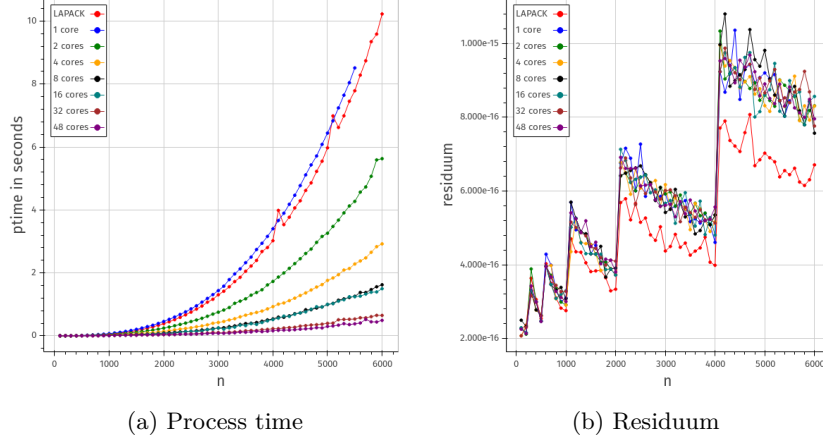 LAPACK
1 core
2 cores
4 cores
8 cores
16 cores
32 cores
48 cores
10
8
6
4
2
0
ptime in seconds
0
1000
2000
3000
4000
5000
6000
n
(a) Process time
LAPACK
1 core
2 cores
4 cores
8 cores
16 cores
32 cores
48 cores
1.000e-15
8.000e-16
6.000e-16
4.000e-16
2.000e-16
residuum
0
1000
2000
3000
4000
5000
6000
n
(b) Residuum